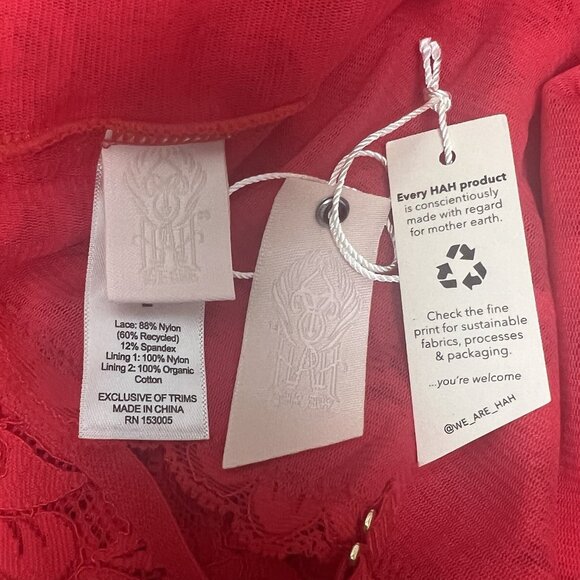 Lace: 88% Nylon
(60% Recycled)
12% Spandex
Lining 1: 100% Nylon
Lining 2: 100% Organic
Cotton
EXCLUSIVE OF TRIMS
MADE IN CHINA
RN 153005
Every HAH product
is conscientiously
made with regard
for mother earth.
Check the fine
print for sustainable
fabrics, processes
& packaging.
...you're welcome
@WE_ARE_HAH